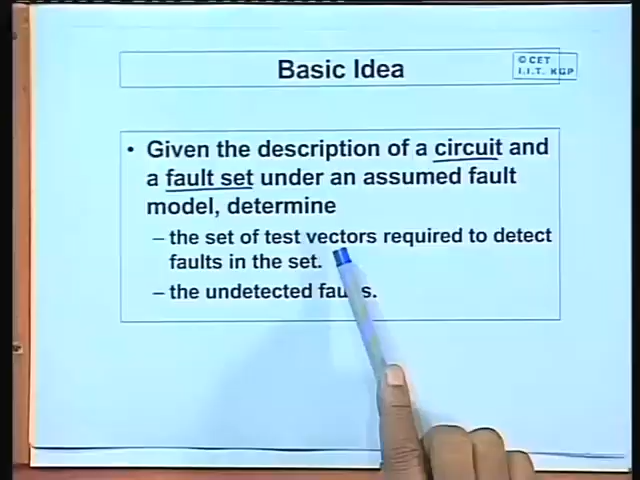 Basic Idea
© CET
I.I.T. KGP
• Given the description of a circuit and
a fault set under an assumed fault
model, determine
– the set of test vectors required to detect
faults in the set.
– the undetected